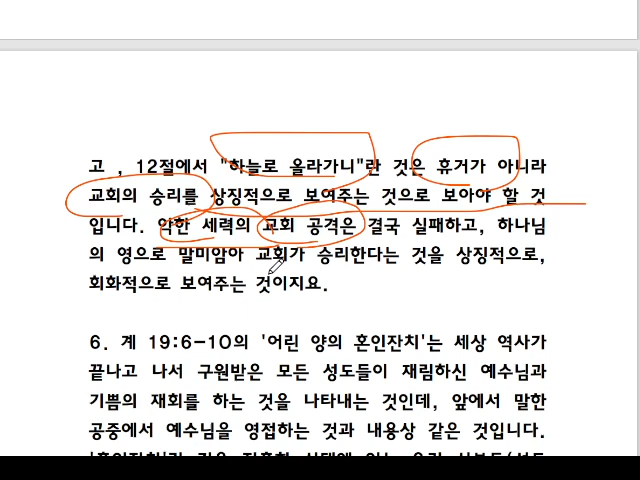 고 , 12절에서 "하늘로 올라가니"란 것은 휴거가 아니라
교회의 승리를 상징적으로 보여주는 것으로 보아야 할 것
입니다. 악한 세력의 교회 공격은 결국 실패하고, 하나님
의 영으로 말미암아 교회가 승리한다는 것을 상징적으로,
회화적으로 보여주는 것이지요.
6. 계 19:6-10의 '어린 양의 혼인잔치'는 세상 역사가
끝나고 나서 구원받은 모든 성도들이 재림하신 예수님과
기쁨의 재회를 하는 것을 나타내는 것인데, 앞에서 말한
공중에서 예수님을 영접하는 것과 내용상 같은 것입니다.